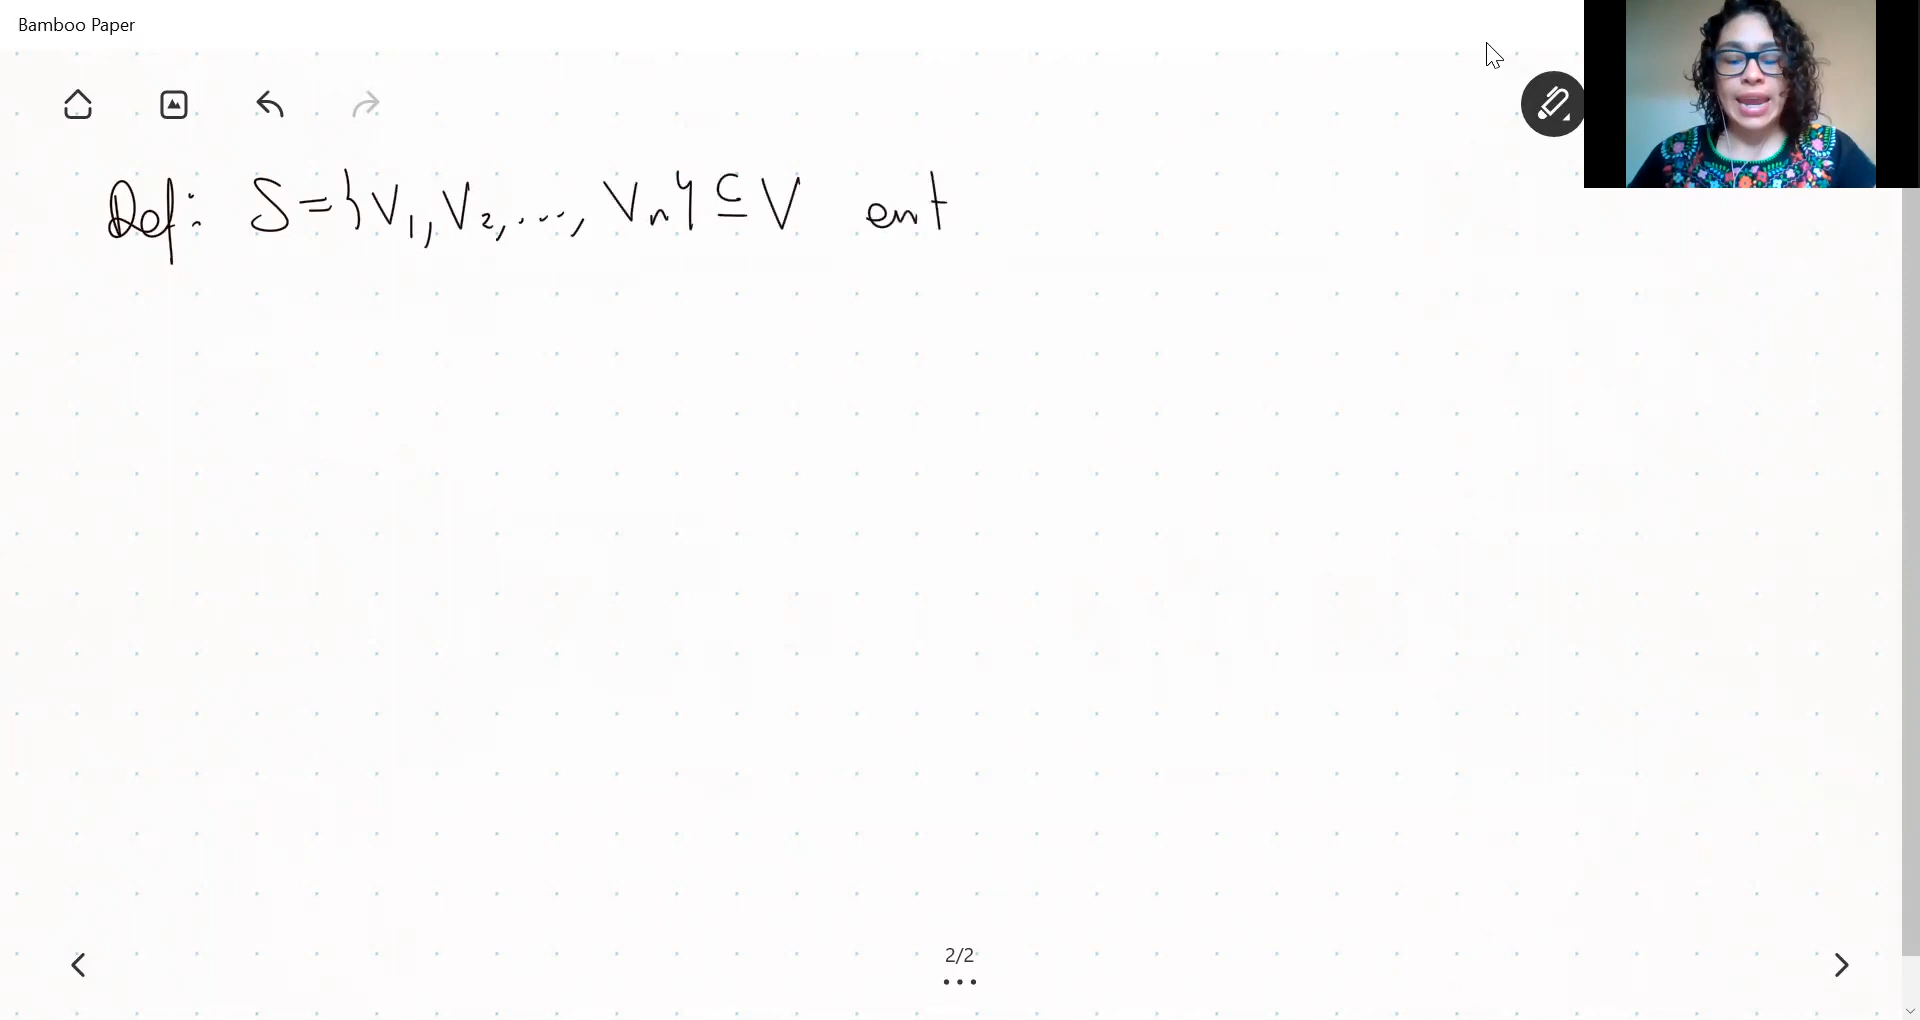 Bamboo Paper
Def: S={v₁, v₂, ..., vₙ} ⊆ V ent
2/2